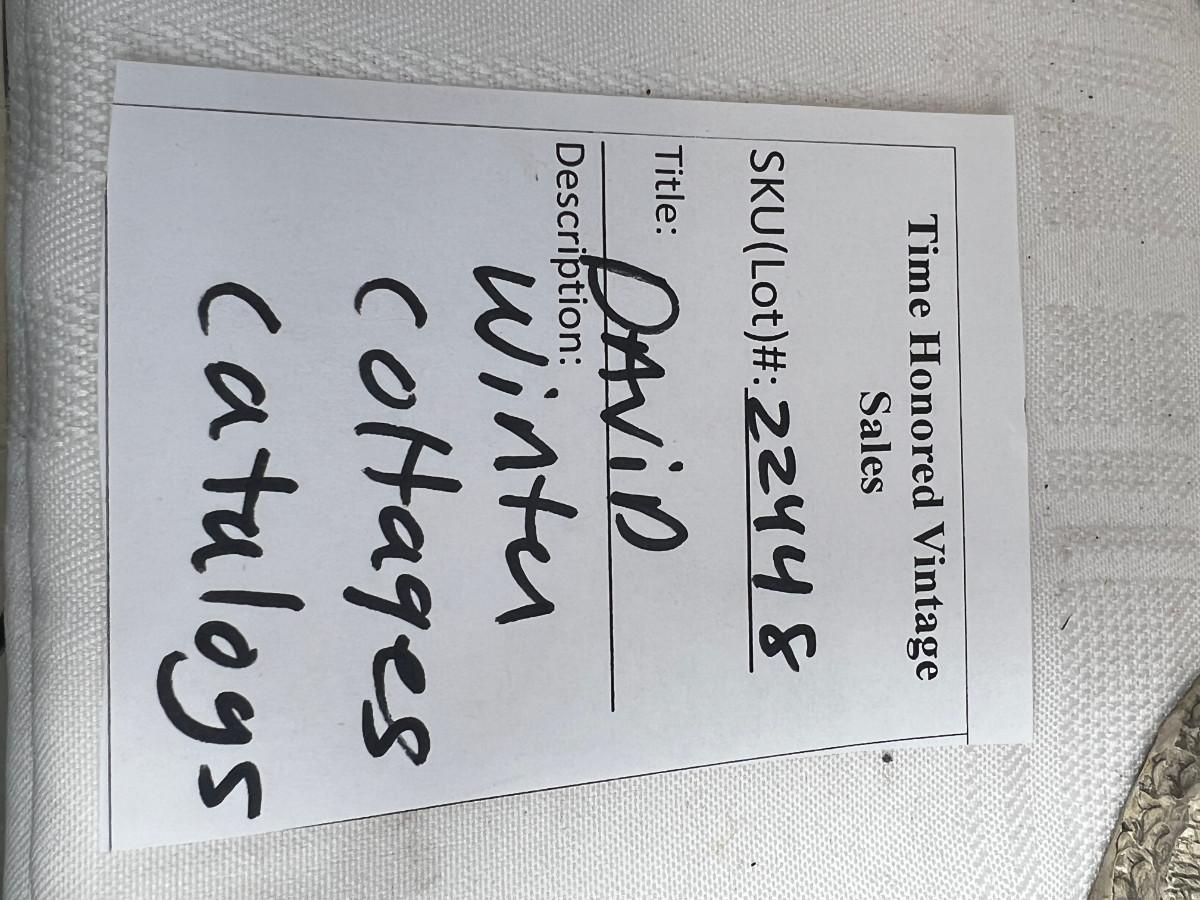 Time Honored Vintage
Sales
SKU(Lot)#: 22448
Title: DAViD
Description:
Winter
Cottages
Catalogs